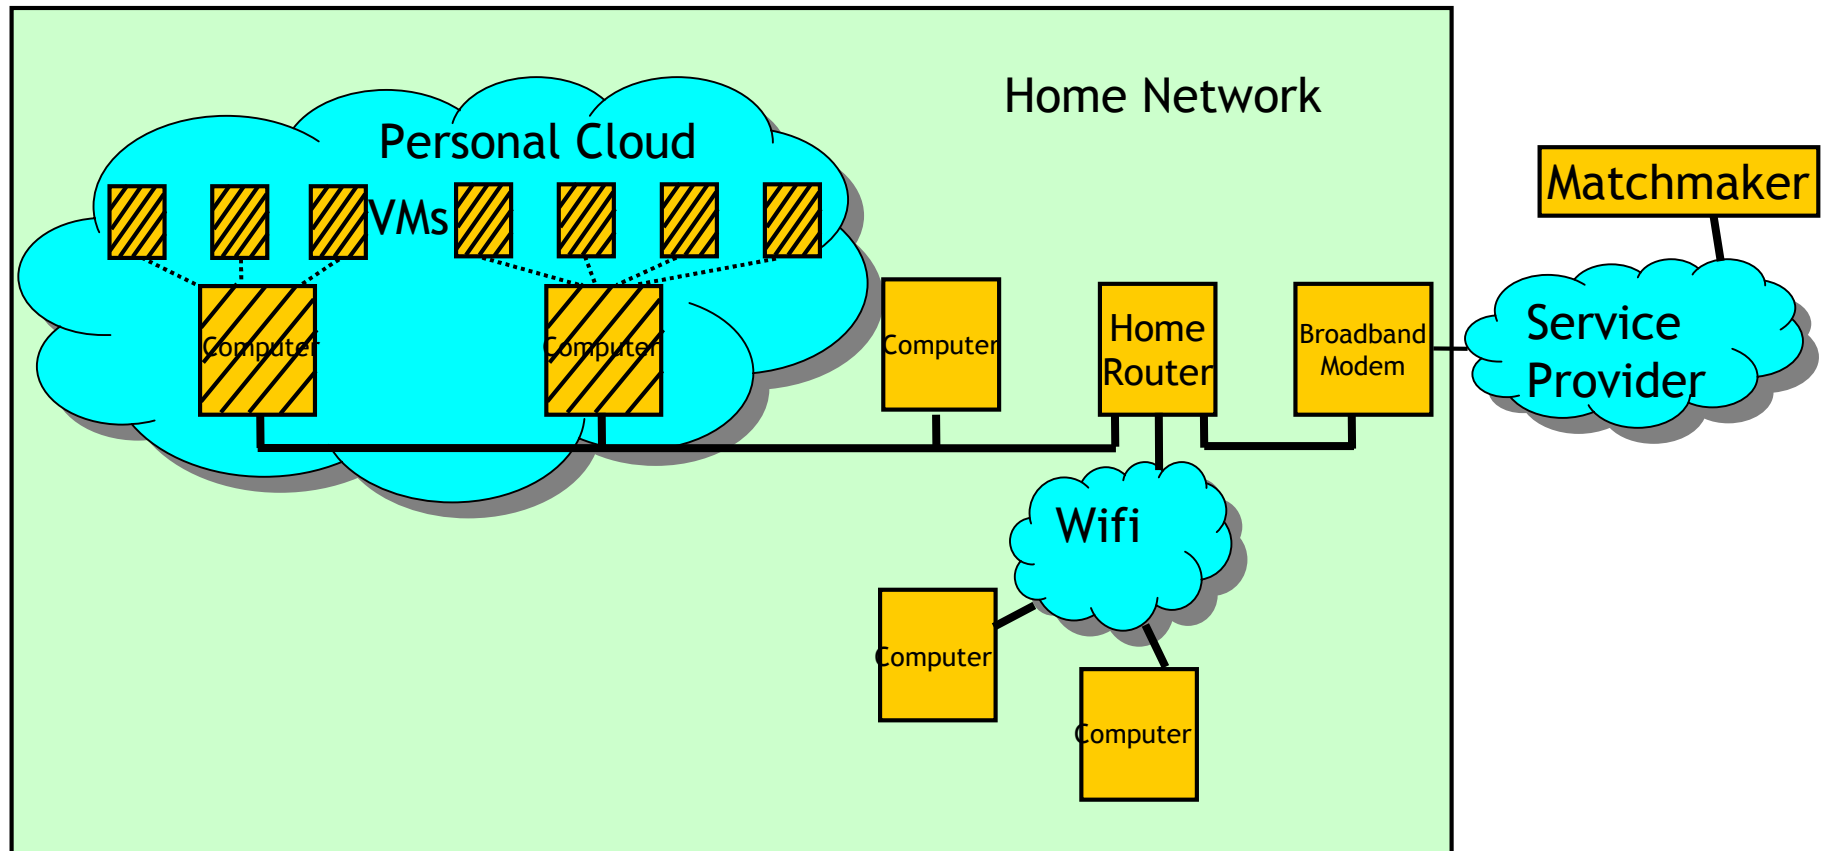 Home Network
Personal Cloud
VMs
Matchmaker
Computer
Computer
Computer
Home
Router
Broadband
Modem
Service
Provider
Wifi
Computer
Computer